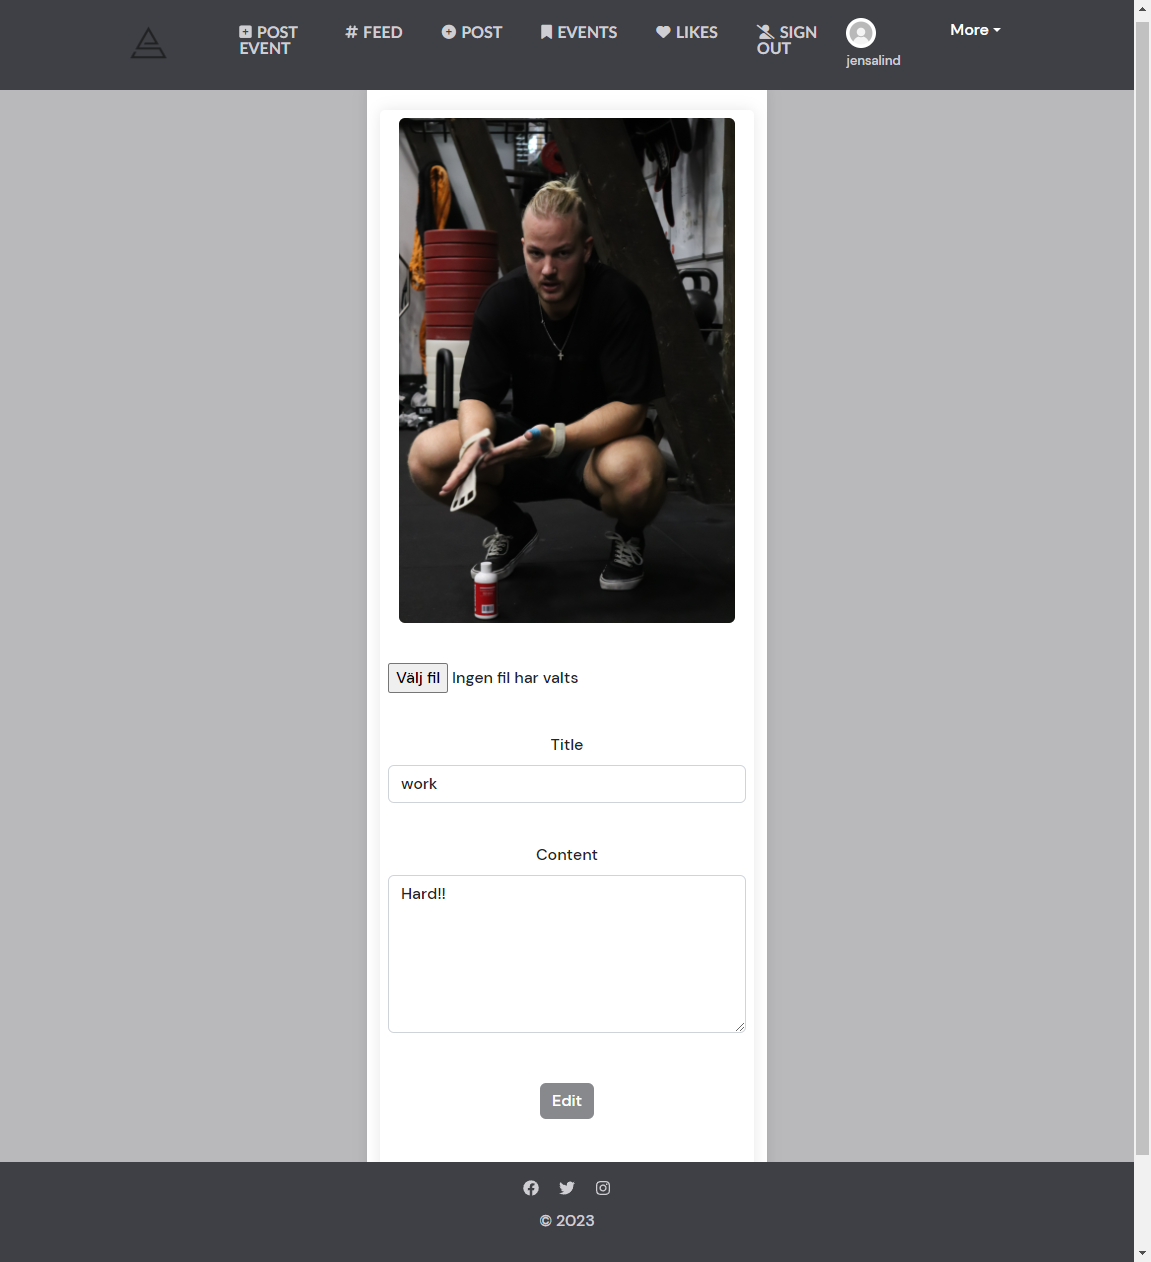 POST EVENT
FEED
POST
EVENTS
LIKES
SIGN OUT
jensalind
More
Välj fil Ingen fil har valts
Title
work
Content
Hard!!
Edit
© 2023